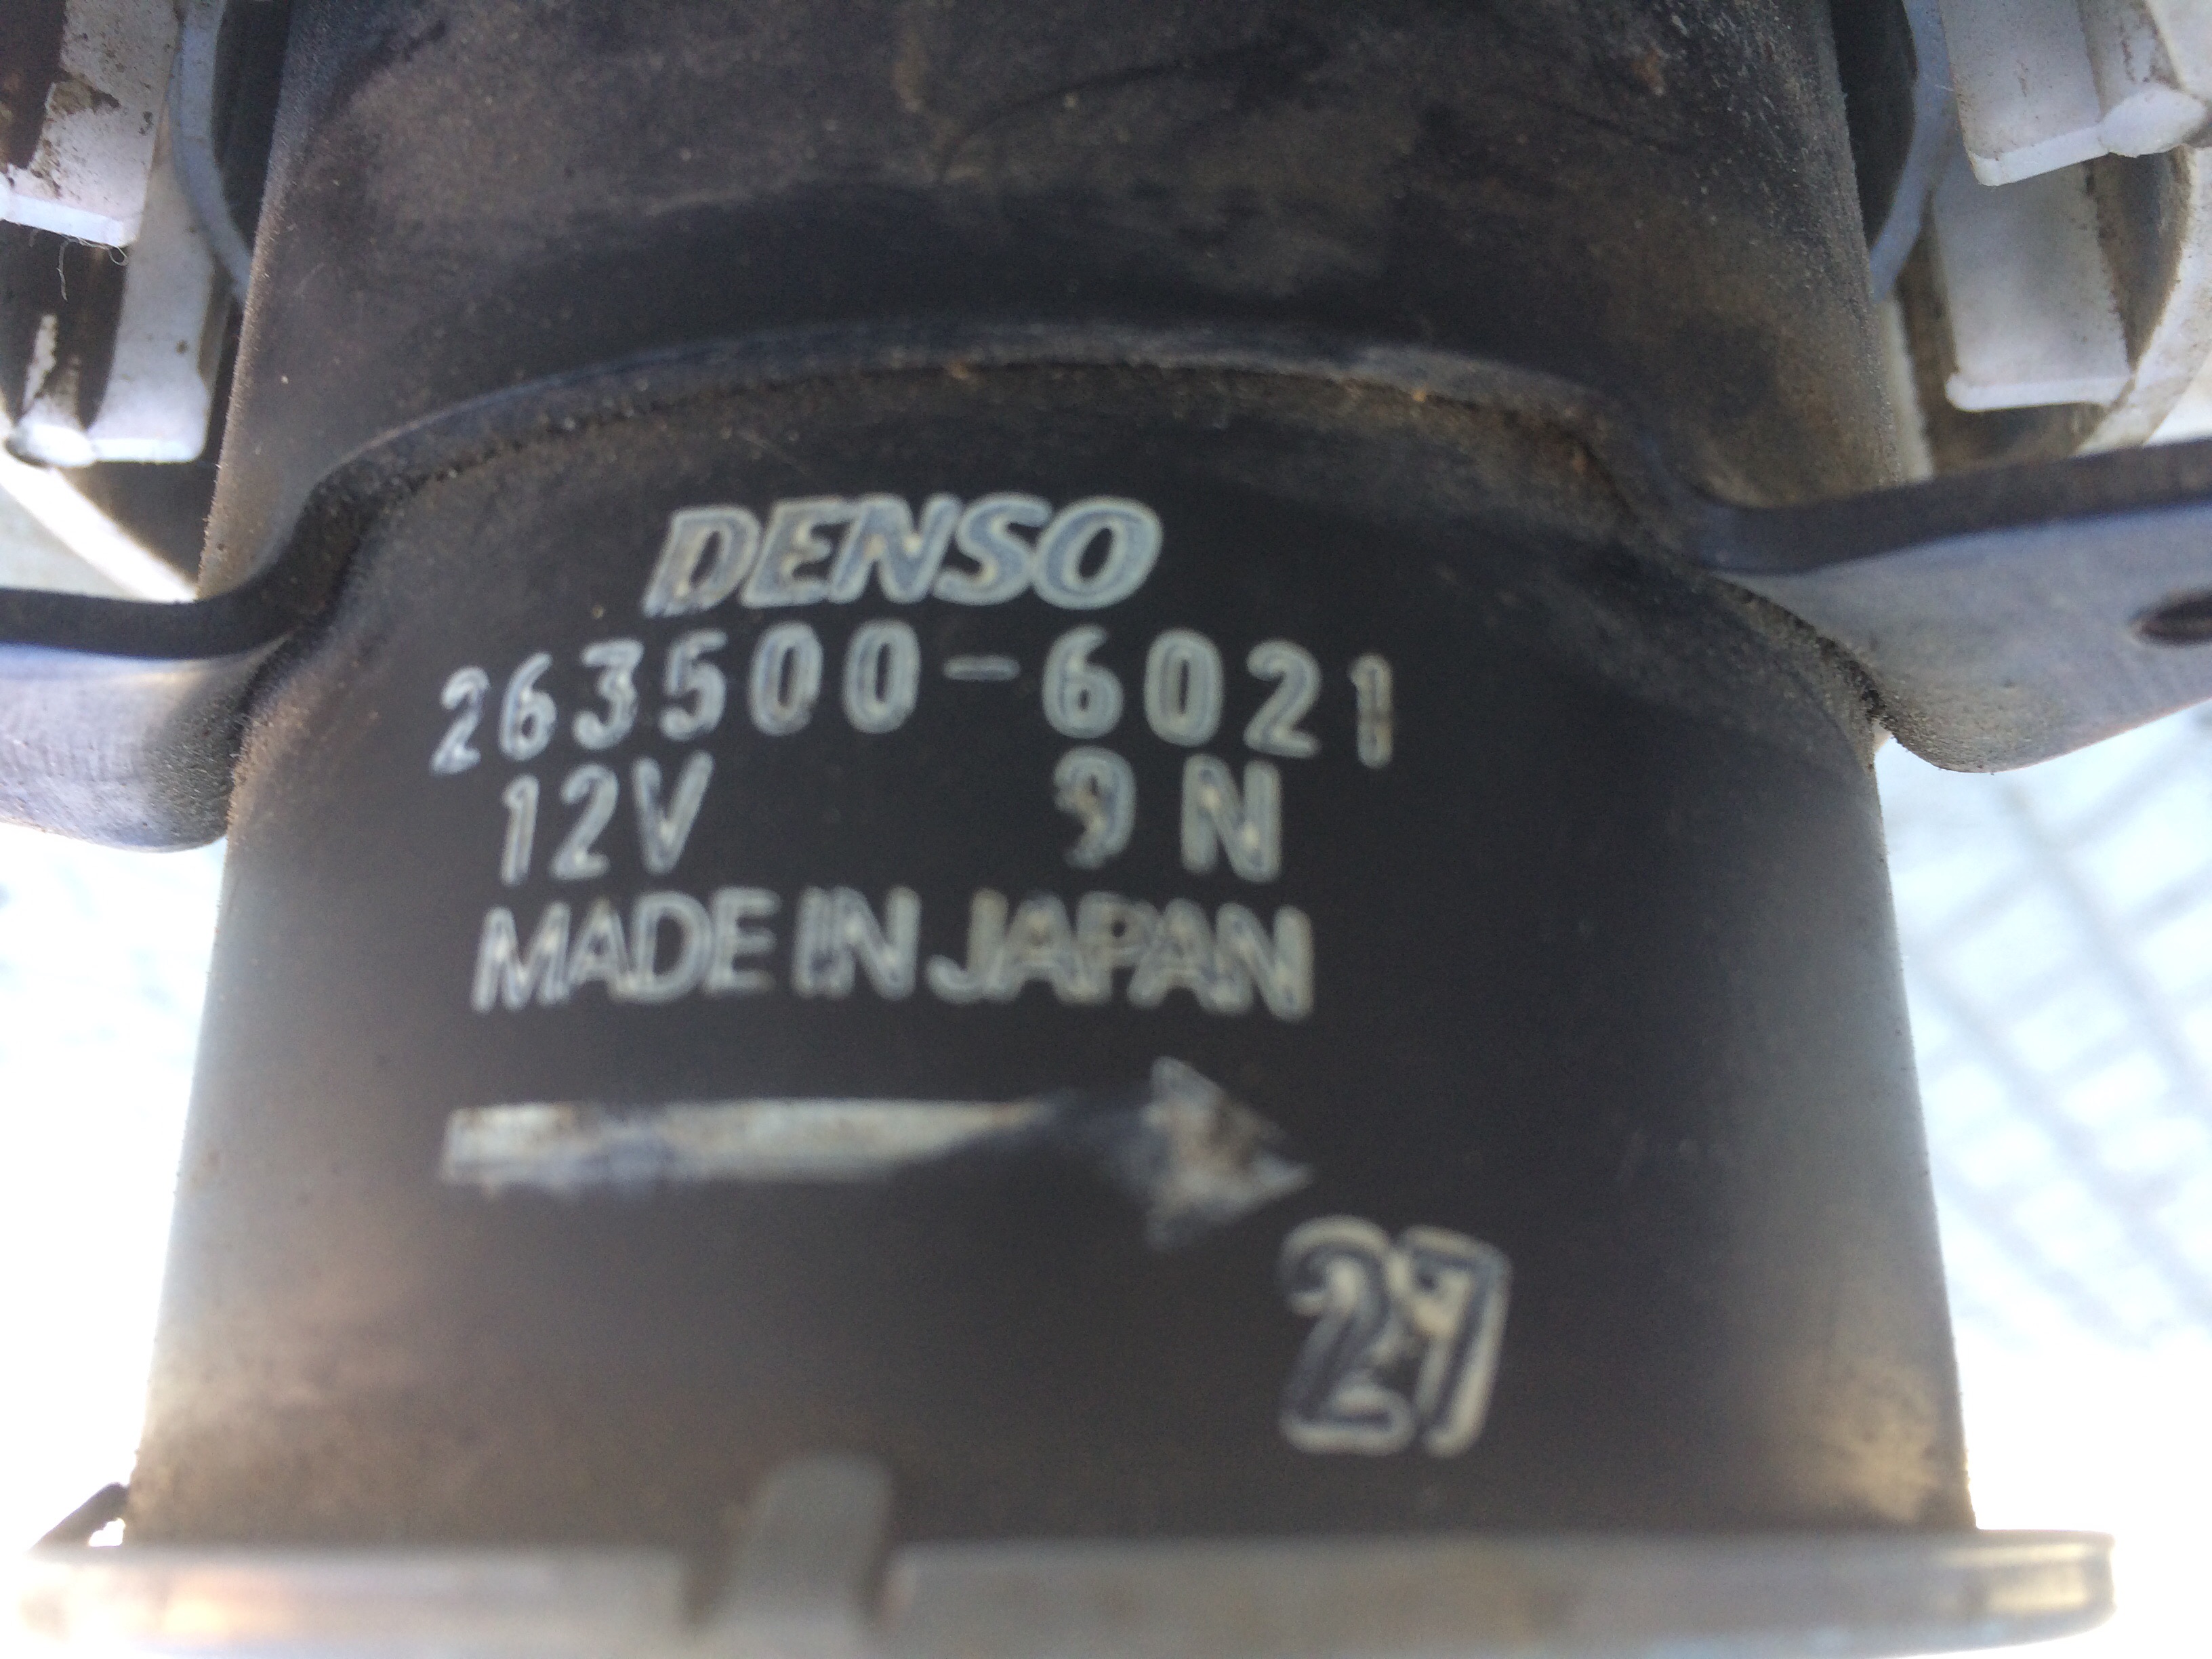 DENSO
263500-6021
12V 9N
MADE IN JAPAN
27